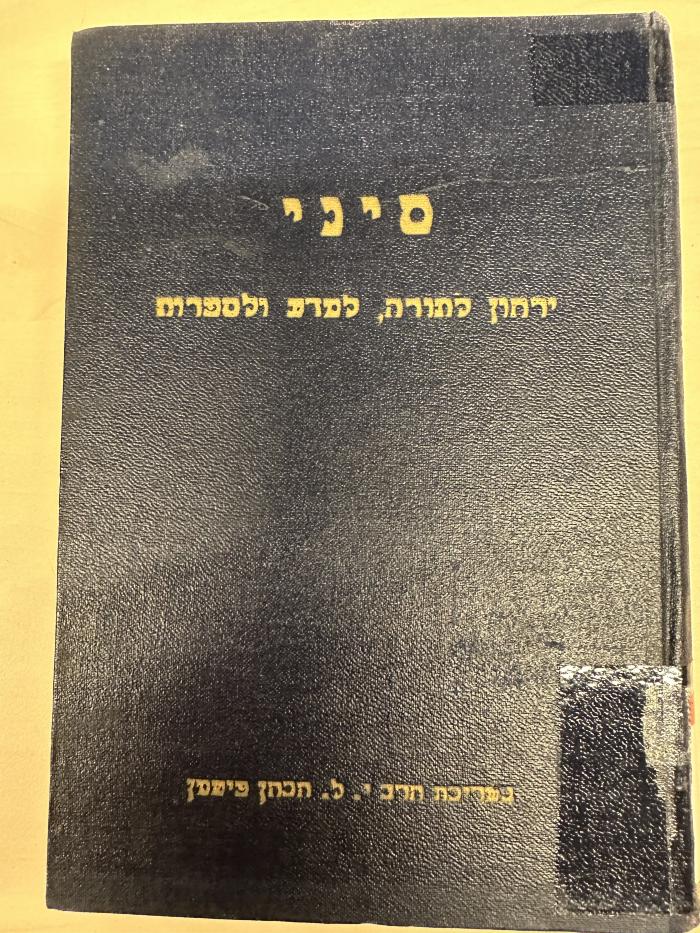 סיני
ירחון לתורה, למדע ולספרות
בעריכת הרב י. ל. הכהן פישמן